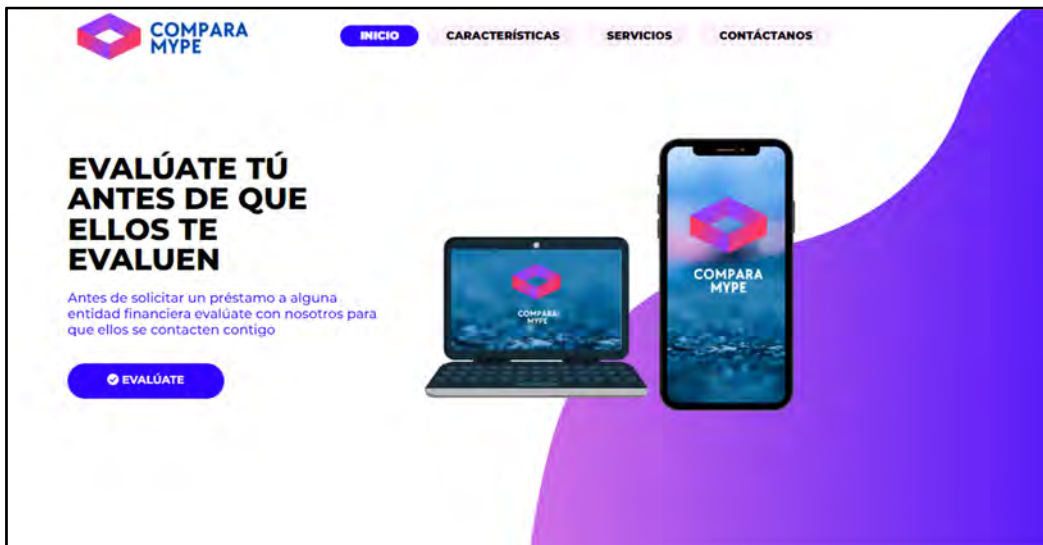 COMPARA
MYPE
INICIO
CARACTERÍSTICAS
SERVICIOS
CONTÁCTANOS
EVALÚATE TÚ
ANTES DE QUE
ELLOS TE
EVALUEN
Antes de solicitar un préstamo a alguna
entidad financiera evalúate con nosotros para
que ellos se contacten contigo
EVALÚATE
COMPARA
MYPE
COMPARA
MYPE